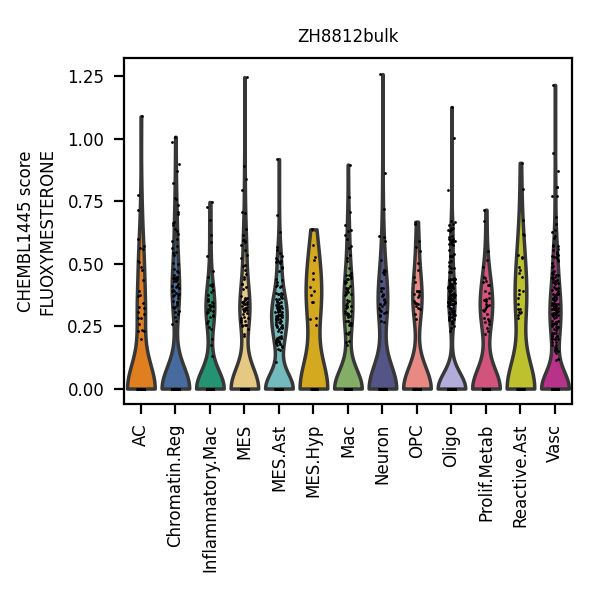 ZH8812bulk
CHEMBL1445 score
FLUOXYMESTERONE
1.25
1.00
0.75
0.50
0.25
0.00
AC
Chromatin.Reg
Inflammatory.Mac
MES
MES.Ast
MES.Hyp
Mac
Neuron
OPC
Oligo
Prolif.Metab
Reactive.Ast
Vasc